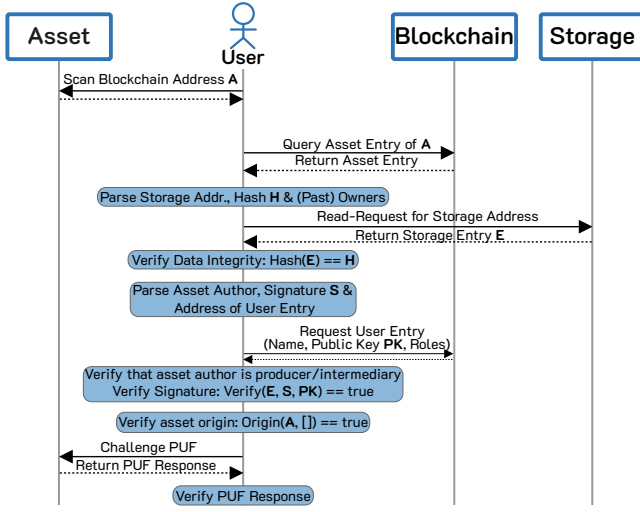 Asset
User
Blockchain
Storage
Scan Blockchain Address A
Query Asset Entry of A
Return Asset Entry
Parse Storage Addr., Hash H & (Past) Owners
Read-Request for Storage Address
Return Storage Entry E
Verify Data Integrity: Hash(E) == H
Parse Asset Author, Signature S &
Address of User Entry
Request User Entry
(Name, Public Key PK, Roles)
Verify that asset author is producer/intermediary
Verify Signature: Verify(E, S, PK) == true
Verify asset origin: Origin(A, []) == true
Challenge PUF
Return PUF Response
Verify PUF Response